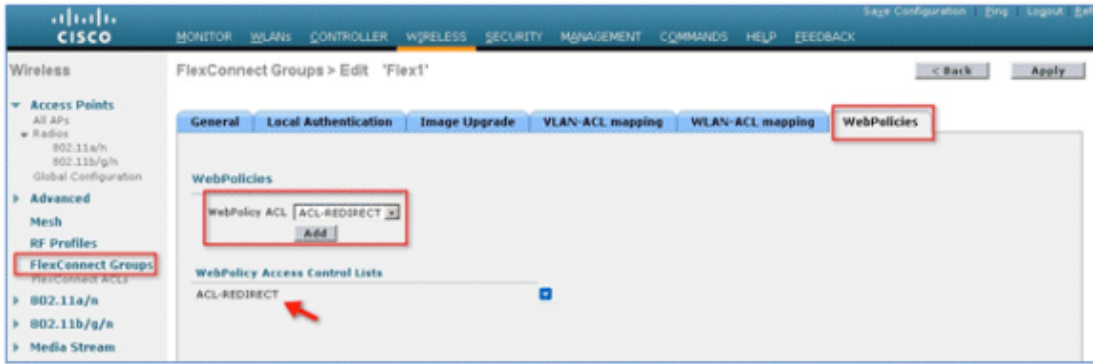 Save Configuration Ping Logout Ref
CISCO
MONITOR WLANs CONTROLLER WIRELESS SECURITY MANAGEMENT COMMANDS HELP FEEDBACK
Wireless
FlexConnect Groups > Edit 'Flex1'
< Back
Apply
Access Points
All APs
Radios
802.11a/n
802.11b/g/n
Global Configuration
Advanced
Mesh
RF Profiles
FlexConnect Groups
FlexConnect ACLs
802.11a/n
802.11b/g/n
Media Stream
General Local Authentication Image Upgrade VLAN-ACL mapping WLAN-ACL mapping WebPolicies
WebPolicies
WebPolicy ACL ACL-REDIRECT
Add
WebPolicy Access Control Lists
ACL-REDIRECT